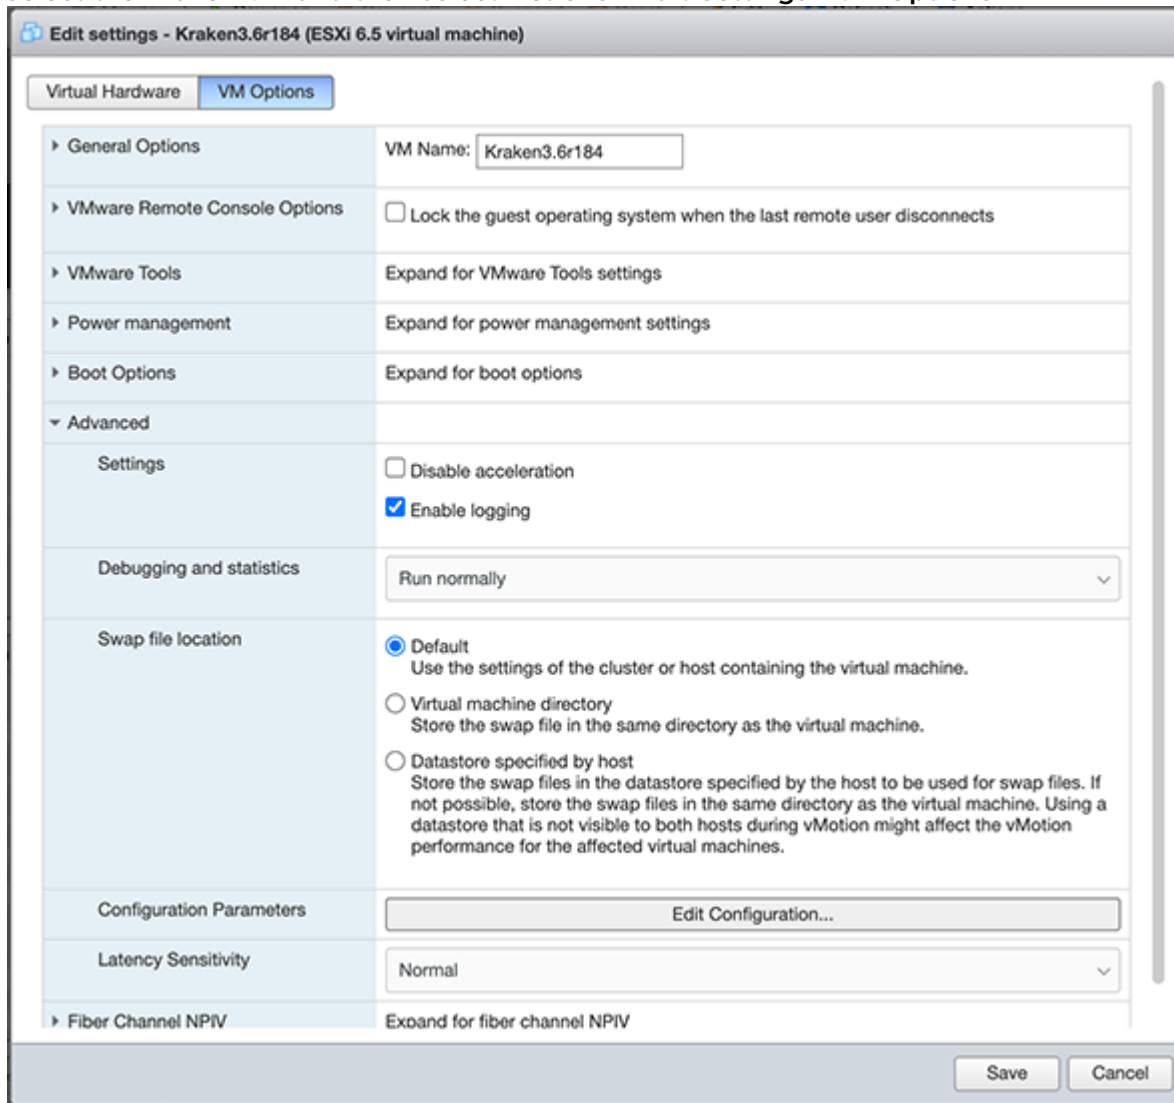 Edit settings - Kraken3.6r184 (ESXi 6.5 virtual machine)
Virtual Hardware
VM Options
General Options
VM Name: Kraken3.6r184
VMware Remote Console Options
Lock the guest operating system when the last remote user disconnects
VMware Tools
Expand for VMware Tools settings
Power management
Expand for power management settings
Boot Options
Expand for boot options
Advanced
Settings
Disable acceleration
Enable logging
Debugging and statistics
Run normally
Swap file location
Default
Use the settings of the cluster or host containing the virtual machine.
Virtual machine directory
Store the swap file in the same directory as the virtual machine.
Datastore specified by host
Store the swap files in the datastore specified by the host to be used for swap files. If
not possible, store the swap files in the same directory as the virtual machine. Using a
datastore that is not visible to both hosts during vMotion might affect the vMotion
performance for the affected virtual machines.
Configuration Parameters
Edit Configuration...
Latency Sensitivity
Normal
Fiber Channel NPIV
Expand for fiber channel NPIV
Save
Cancel